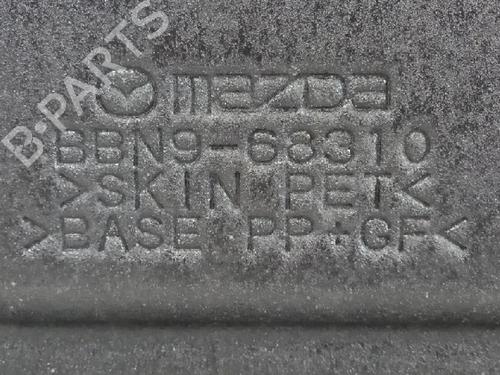 mazda
BBN9-68310
>SKIN PET<
>BASE PP+GF<
B-PARTS